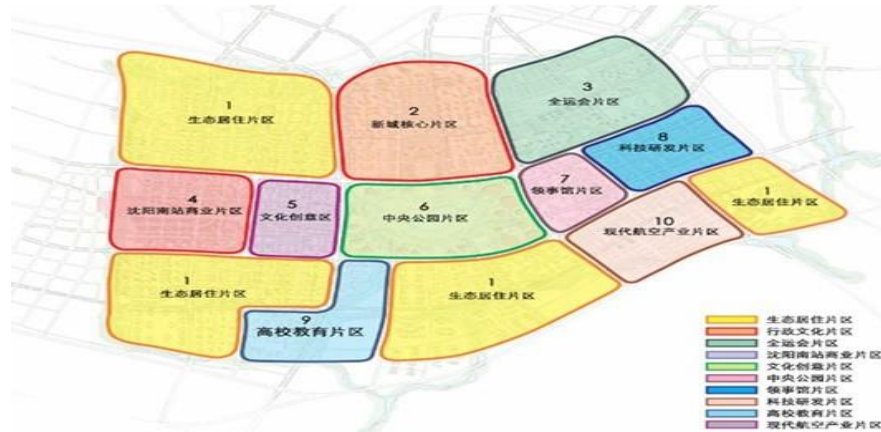 1
生态居住片区
2
新城核心片区
3
全运会片区
8
科技研发片区
4
沈阳南站商业片区
5
文化创意区
6
中央公园片区
7
领事馆片区
1
生态居住片区
10
现代航空产业片区
1
生态居住片区
9
高校教育片区
1
生态居住片区
生态居住片区
行政文化片区
全运会片区
沈阳南站商业片区
文化创意片区
中央公园片区
领事馆片区
科技研发片区
高校教育片区
现代航空产业片区